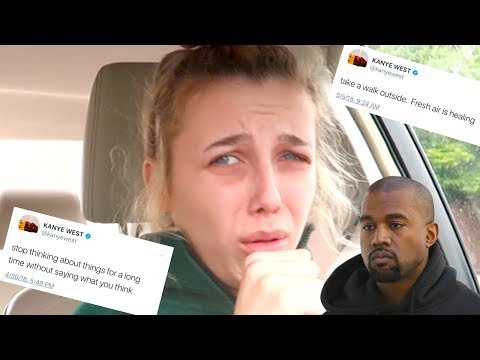 KANYE WEST
@kanyewest
take a walk outside. Fresh air is healing
5/5/18, 9:24 AM
KANYE WEST
@kanyewest
stop thinking about things for a long
time without saying what you think
4/30/18, 5:48 PM